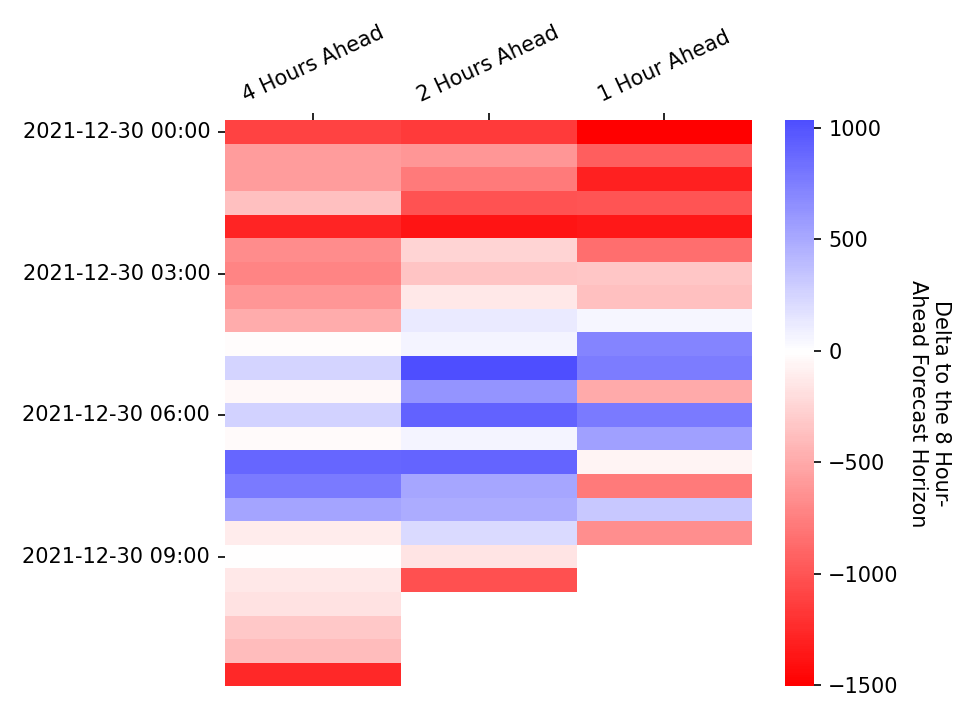 4 Hours Ahead
2 Hours Ahead
1 Hour Ahead
2021-12-30 00:00
2021-12-30 03:00
2021-12-30 06:00
2021-12-30 09:00
1000
500
0
−500
−1000
−1500
Delta to the 8 Hour-
Ahead Forecast Horizon